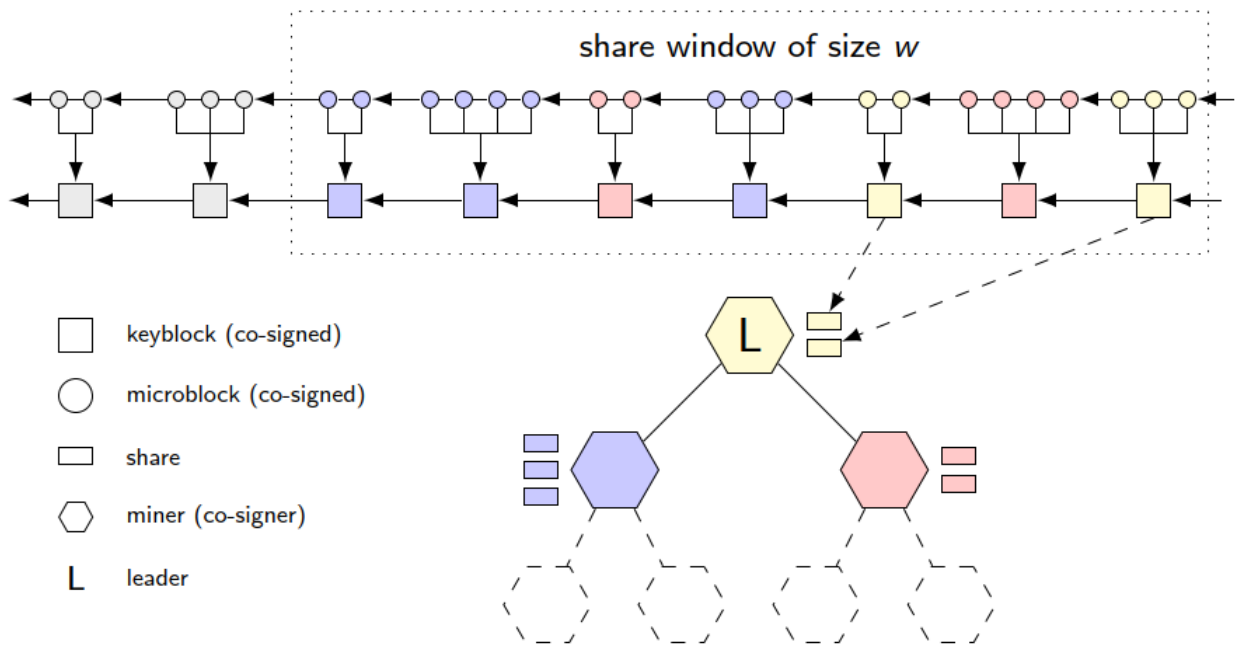 share window of size w
L
keyblock (co-signed)
microblock (co-signed)
share
miner (co-signer)
L leader